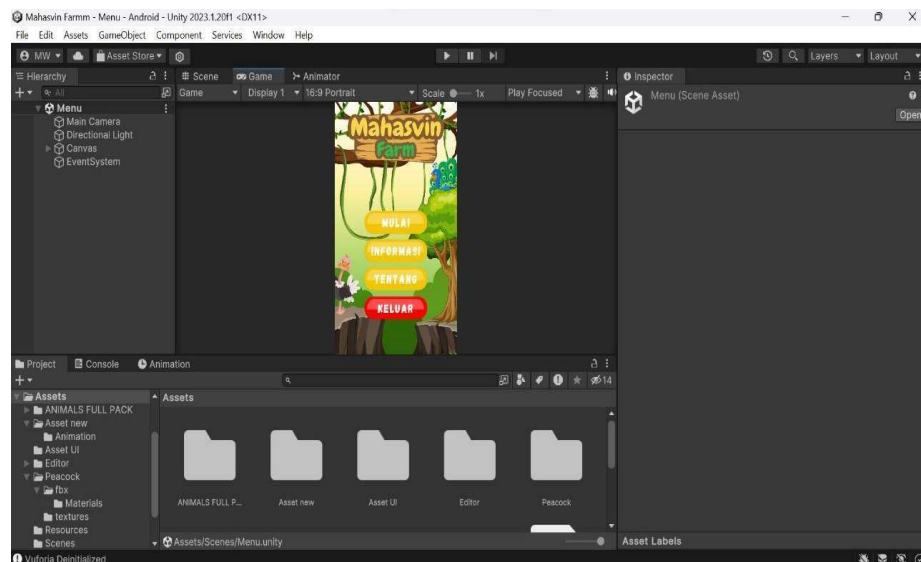 Mahasvin Farmm - Menu - Android - Unity 2023.1.20f1 <DX11>
File Edit Assets GameObject Component Services Window Help
MW Asset Store Layers Layout
Hierarchy Scene Game Animator Inspector
All Game Display 1 16:9 Portrait Scale 1x Play Focused
Menu (Scene Asset)
Open
Menu
Main Camera
Directional Light
Canvas
EventSystem
Mahasvin
Farm
MULAI
INFORMASI
TENTANG
KELUAR
Project Console Animation
14
Assets
ANIMALS FULL PACK
Asset new
Animation
Asset UI
Editor
Peacock
fbx
Materials
textures
Resources
Scenes
Assets
ANIMALS FULL P... Asset new Asset UI Editor Peacock
Assets/Scenes/Menu.unity
Asset Labels
Vuforia Deinitialized